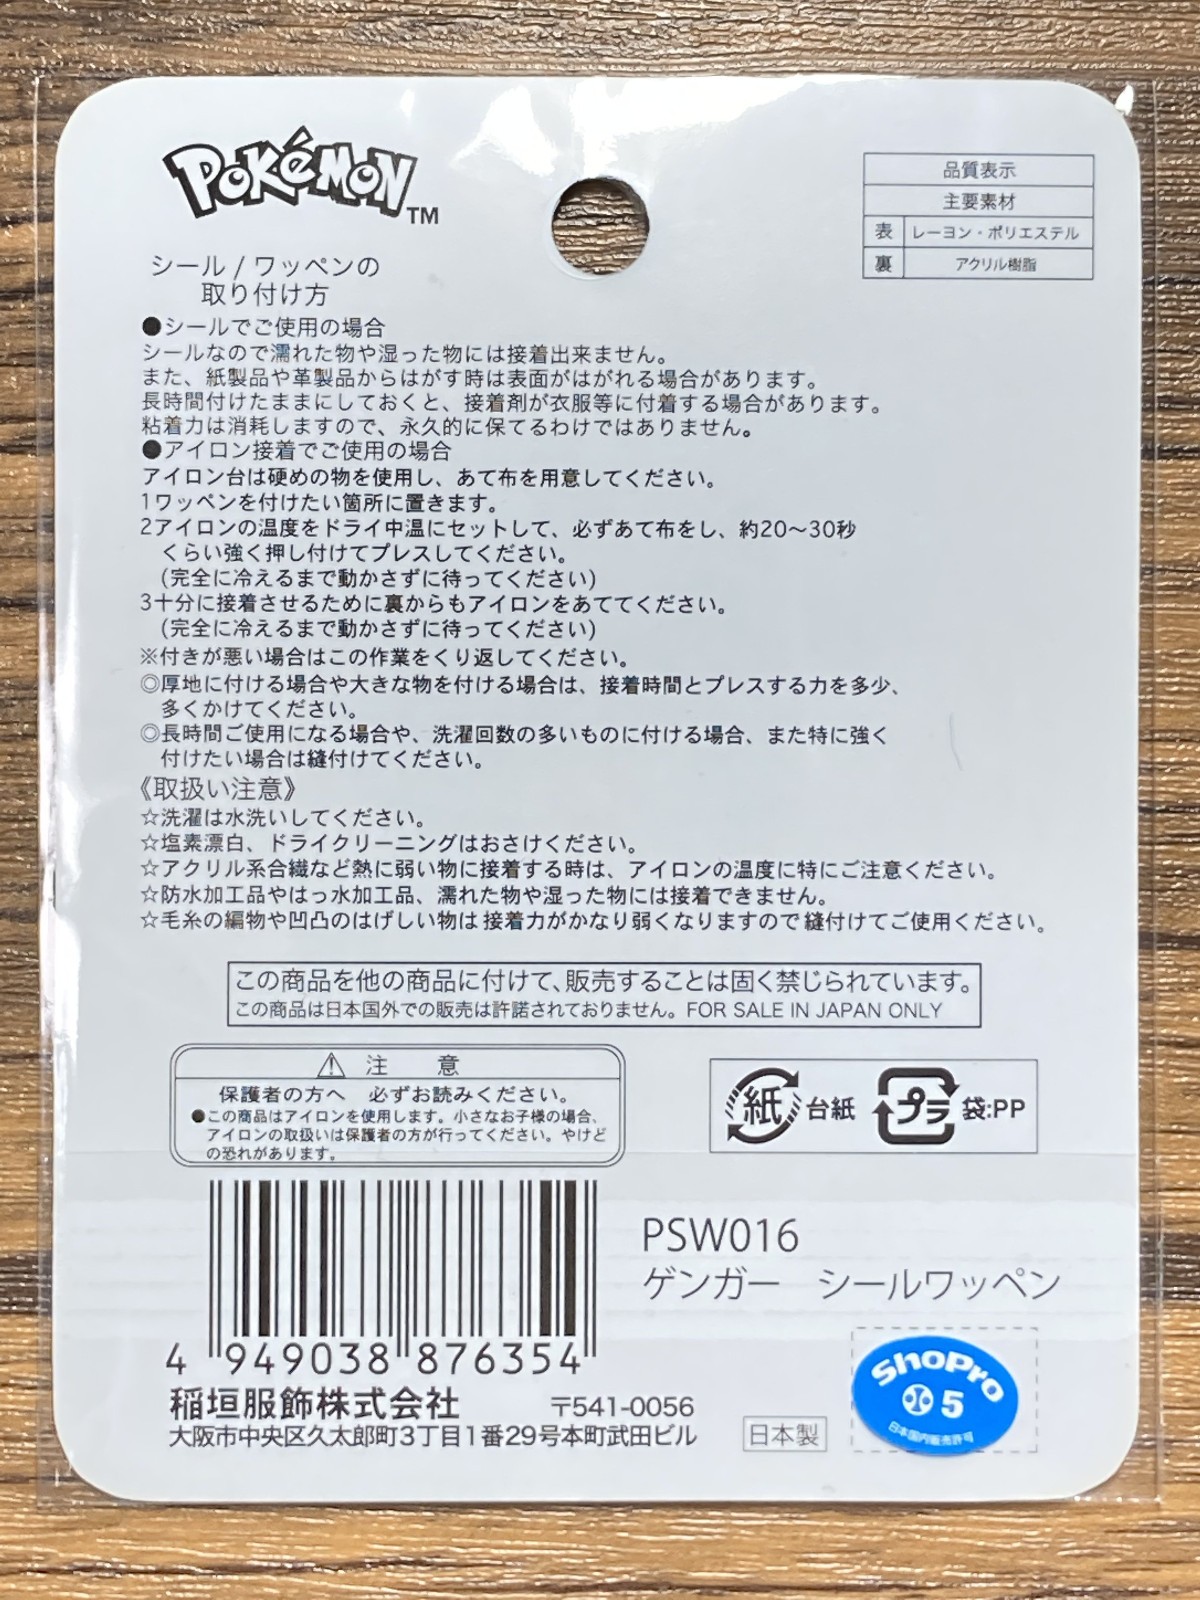 POKéMON TM
品質表示
主要素材
表 レーヨン・ポリエステル
裏 アクリル樹脂
シール / ワッペンの
取り付け方
●シールでご使用の場合
シールなので濡れた物や湿った物には接着出来ません。
また、紙製品や革製品からはがす時は表面がはがれる場合があります。
長時間付けたままにしておくと、接着剤が衣服等に付着する場合があります。
粘着力は消耗しますので、永久的に保てるわけではありません。
●アイロン接着でご使用の場合
アイロン台は硬めの物を使用し、あて布を用意してください。
1ワッペンを付けたい箇所に置きます。
2アイロンの温度をドライ中温にセットして、必ずあて布をし、約20〜30秒
くらい強く押し付けてプレスしてください。
(完全に冷えるまで動かさずに待ってください)
3十分に接着させるために裏からもアイロンをあててください。
(完全に冷えるまで動かさずに待ってください)
※付きが悪い場合はこの作業をくり返してください。
◎厚地に付ける場合や大きな物を付ける場合は、接着時間とプレスする力を多少、
多くかけてください。
◎長時間ご使用になる場合や、洗濯回数の多いものに付ける場合、また特に強く
付けたい場合は縫付けてください。
《取扱い注意》
☆洗濯は水洗いしてください。
☆塩素漂白、ドライクリーニングはおさけください。
☆アクリル系合繊など熱に弱い物に接着する時は、アイロンの温度に特にご注意ください。
☆防水加工品やはっ水加工品、濡れた物や湿った物には接着できません。
☆毛糸の編物や凹凸のはげしい物は接着力がかなり弱くなりますので縫付けてご使用ください。
この商品を他の商品に付けて、販売することは固く禁じられています。
この商品は日本国外での販売は許諾されておりません。FOR SALE IN JAPAN ONLY
⚠ 注 意
保護者の方へ 必ずお読みください。
●この商品はアイロンを使用します。小さなお子様の場合、
アイロンの取扱いは保護者の方が行ってください。やけど
の恐れがあります。
紙 台紙 プラ 袋:PP
4 949038 876354
PSW016
ゲンガー シールワッペン
稲垣服飾株式会社 〒541-0056
大阪市中央区久太郎町3丁目1番29号本町武田ビル
日本製
ShoPro
5
日本国内販売許可